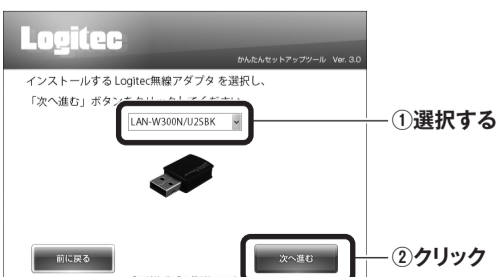 Logitec
かんたんセットアップツール Ver. 3.0
インストールする Logitec無線アダプタ を選択し、
「次へ進む」ボタン
LAN-W300N/U2SBK
①選択する
前に戻る
次へ進む
②クリック